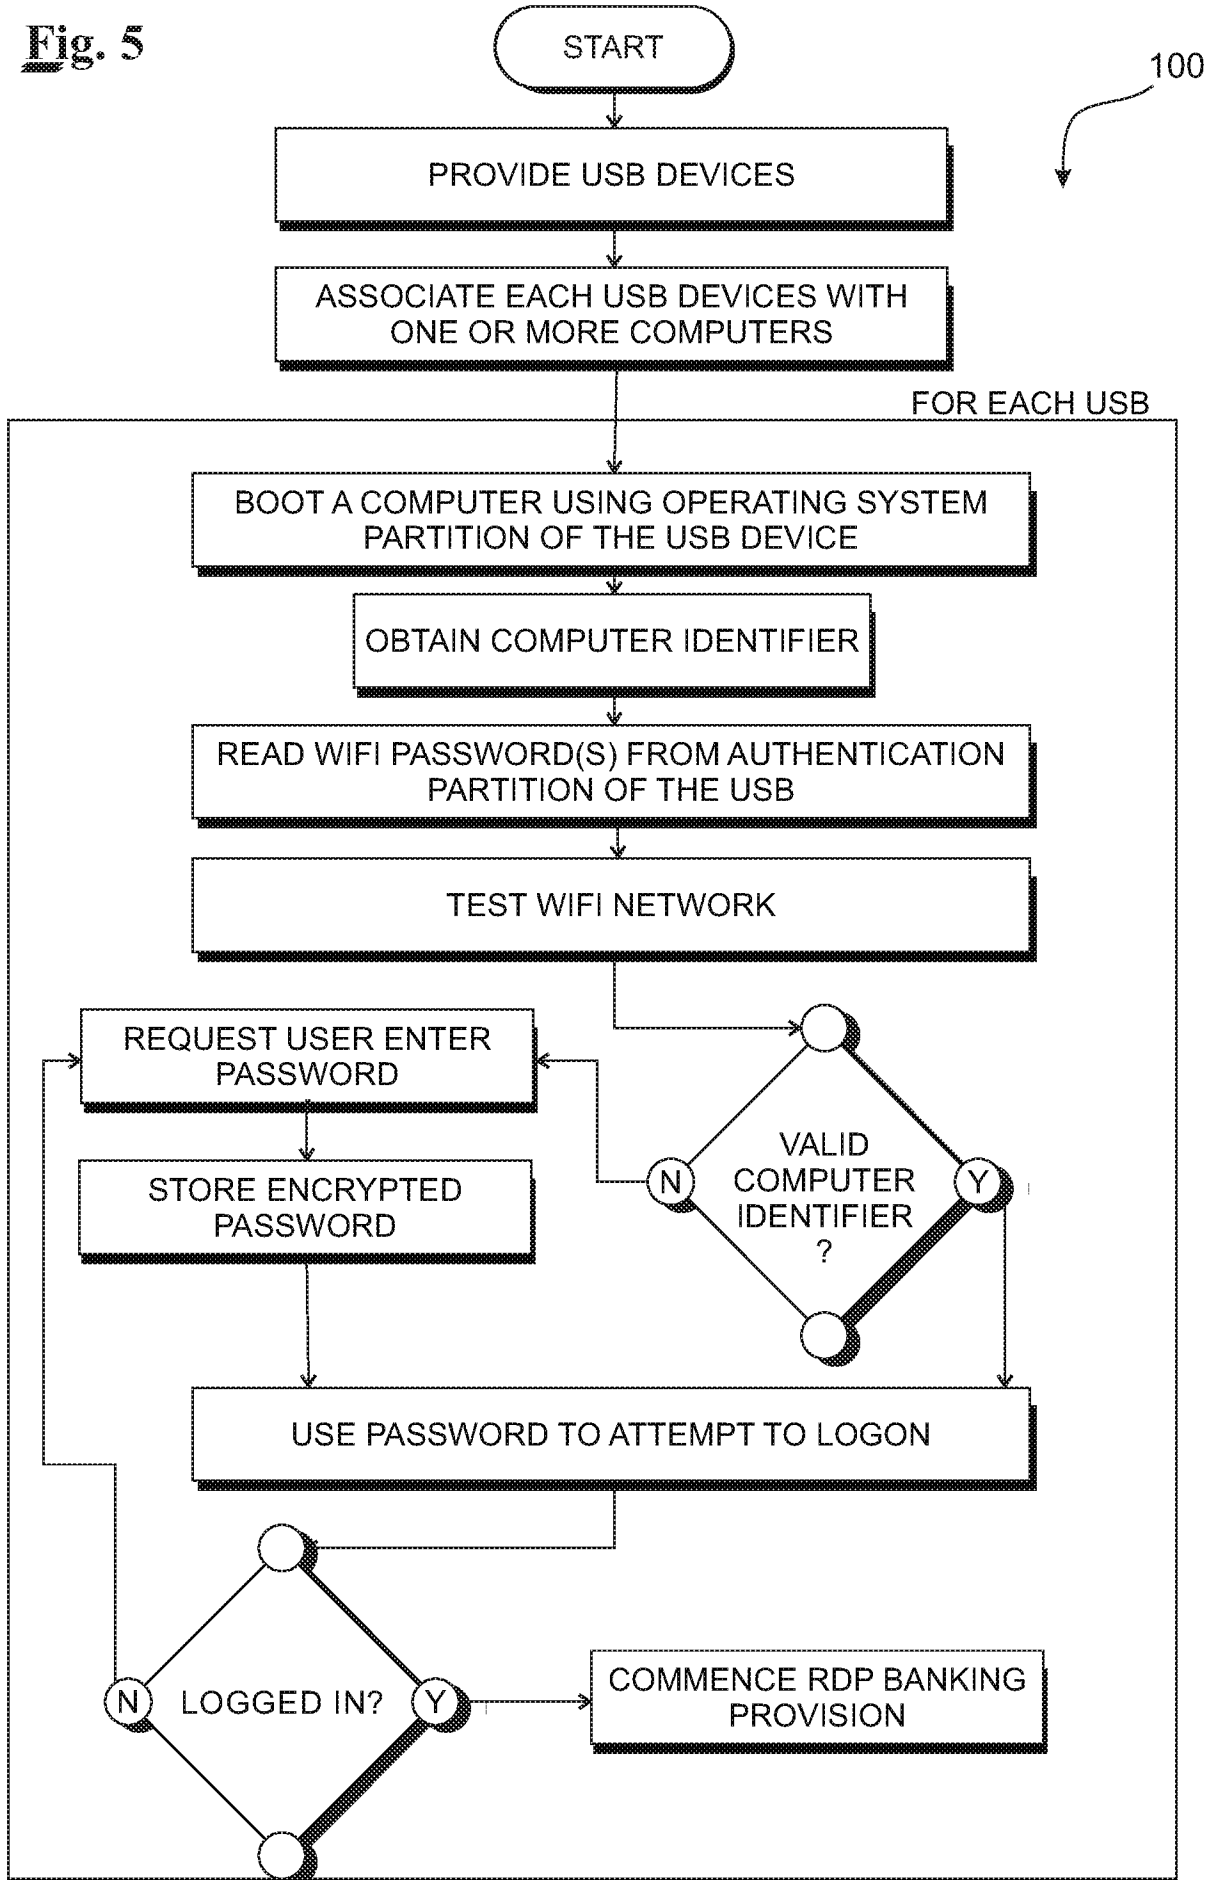 Fig. 5
START
100
PROVIDE USB DEVICES
ASSOCIATE EACH USB DEVICES WITH
ONE OR MORE COMPUTERS
FOR EACH USB
BOOT A COMPUTER USING OPERATING SYSTEM
PARTITION OF THE USB DEVICE
OBTAIN COMPUTER IDENTIFIER
READ WIFI PASSWORD(S) FROM AUTHENTICATION
PARTITION OF THE USB
TEST WIFI NETWORK
REQUEST USER ENTER
PASSWORD
STORE ENCRYPTED
PASSWORD
N
VALID
COMPUTER
IDENTIFIER
?
Y
USE PASSWORD TO ATTEMPT TO LOGON
N
LOGGED IN?
Y
COMMENCE RDP BANKING
PROVISION